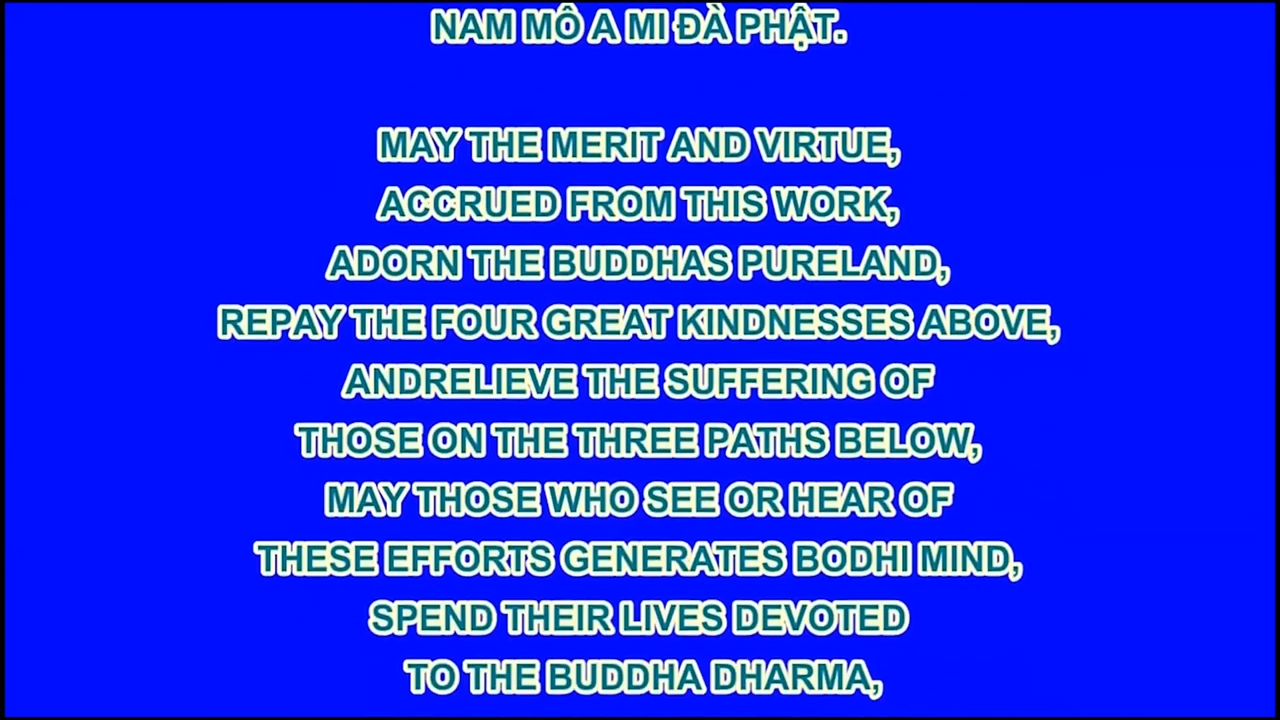 NAM MÔ A MI ĐÀ PHẬT.
MAY THE MERIT AND VIRTUE,
ACCRUED FROM THIS WORK,
ADORN THE BUDDHAS PURELAND,
REPAY THE FOUR GREAT KINDNESSES ABOVE,
ANDRELIEVE THE SUFFERING OF
THOSE ON THE THREE PATHS BELOW,
MAY THOSE WHO SEE OR HEAR OF
THESE EFFORTS GENERATES BODHI MIND,
SPEND THEIR LIVES DEVOTED
TO THE BUDDHA DHARMA,